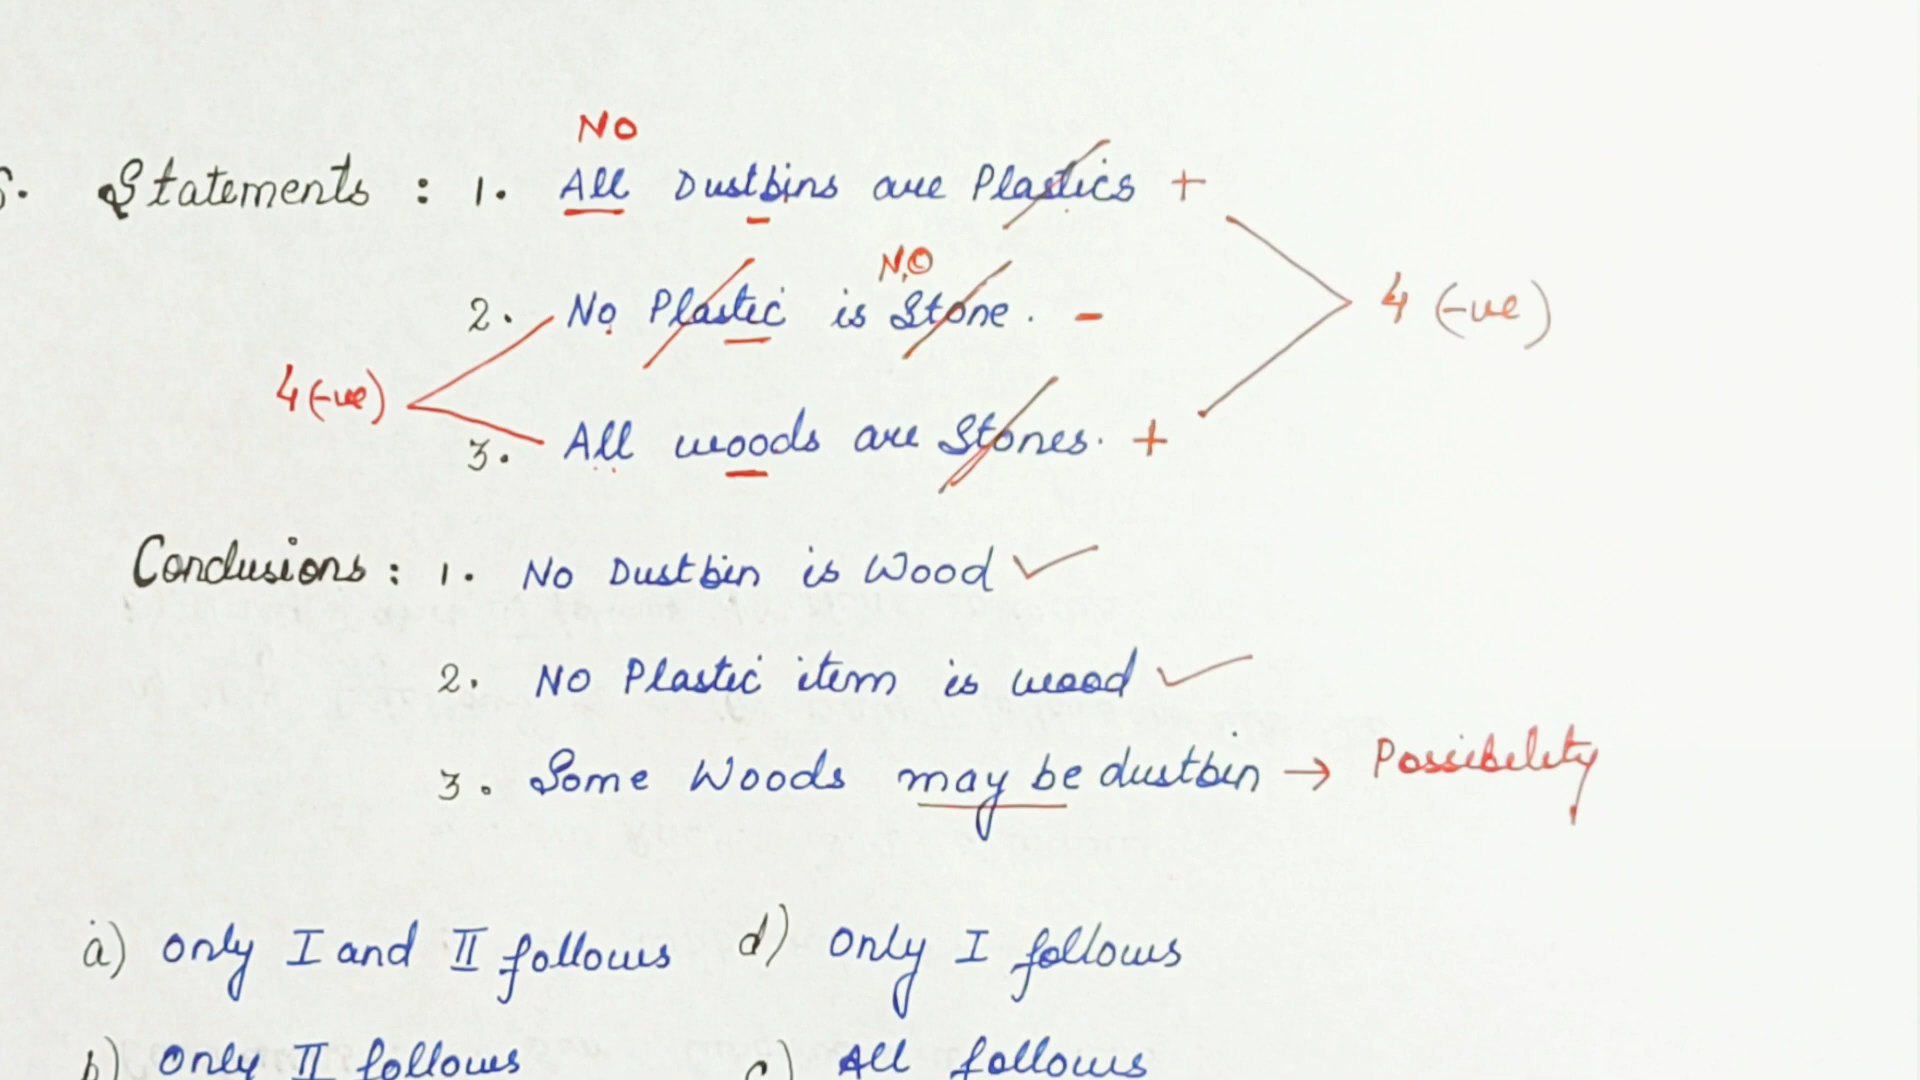 NO
Statements : 1. All Dustbins are Plastics +
NO
2. No Plastic is Stone. -
4 (-ve)
4 (-ve)
3. All woods are Stones. +
Conclusions : 1. No Dustbin is Wood ✓
2. NO Plastic item is wood ✓
3. Some Woods may be dustbin → Possibility
a) only I and II follows d) only I follows
b) only II follows All follows